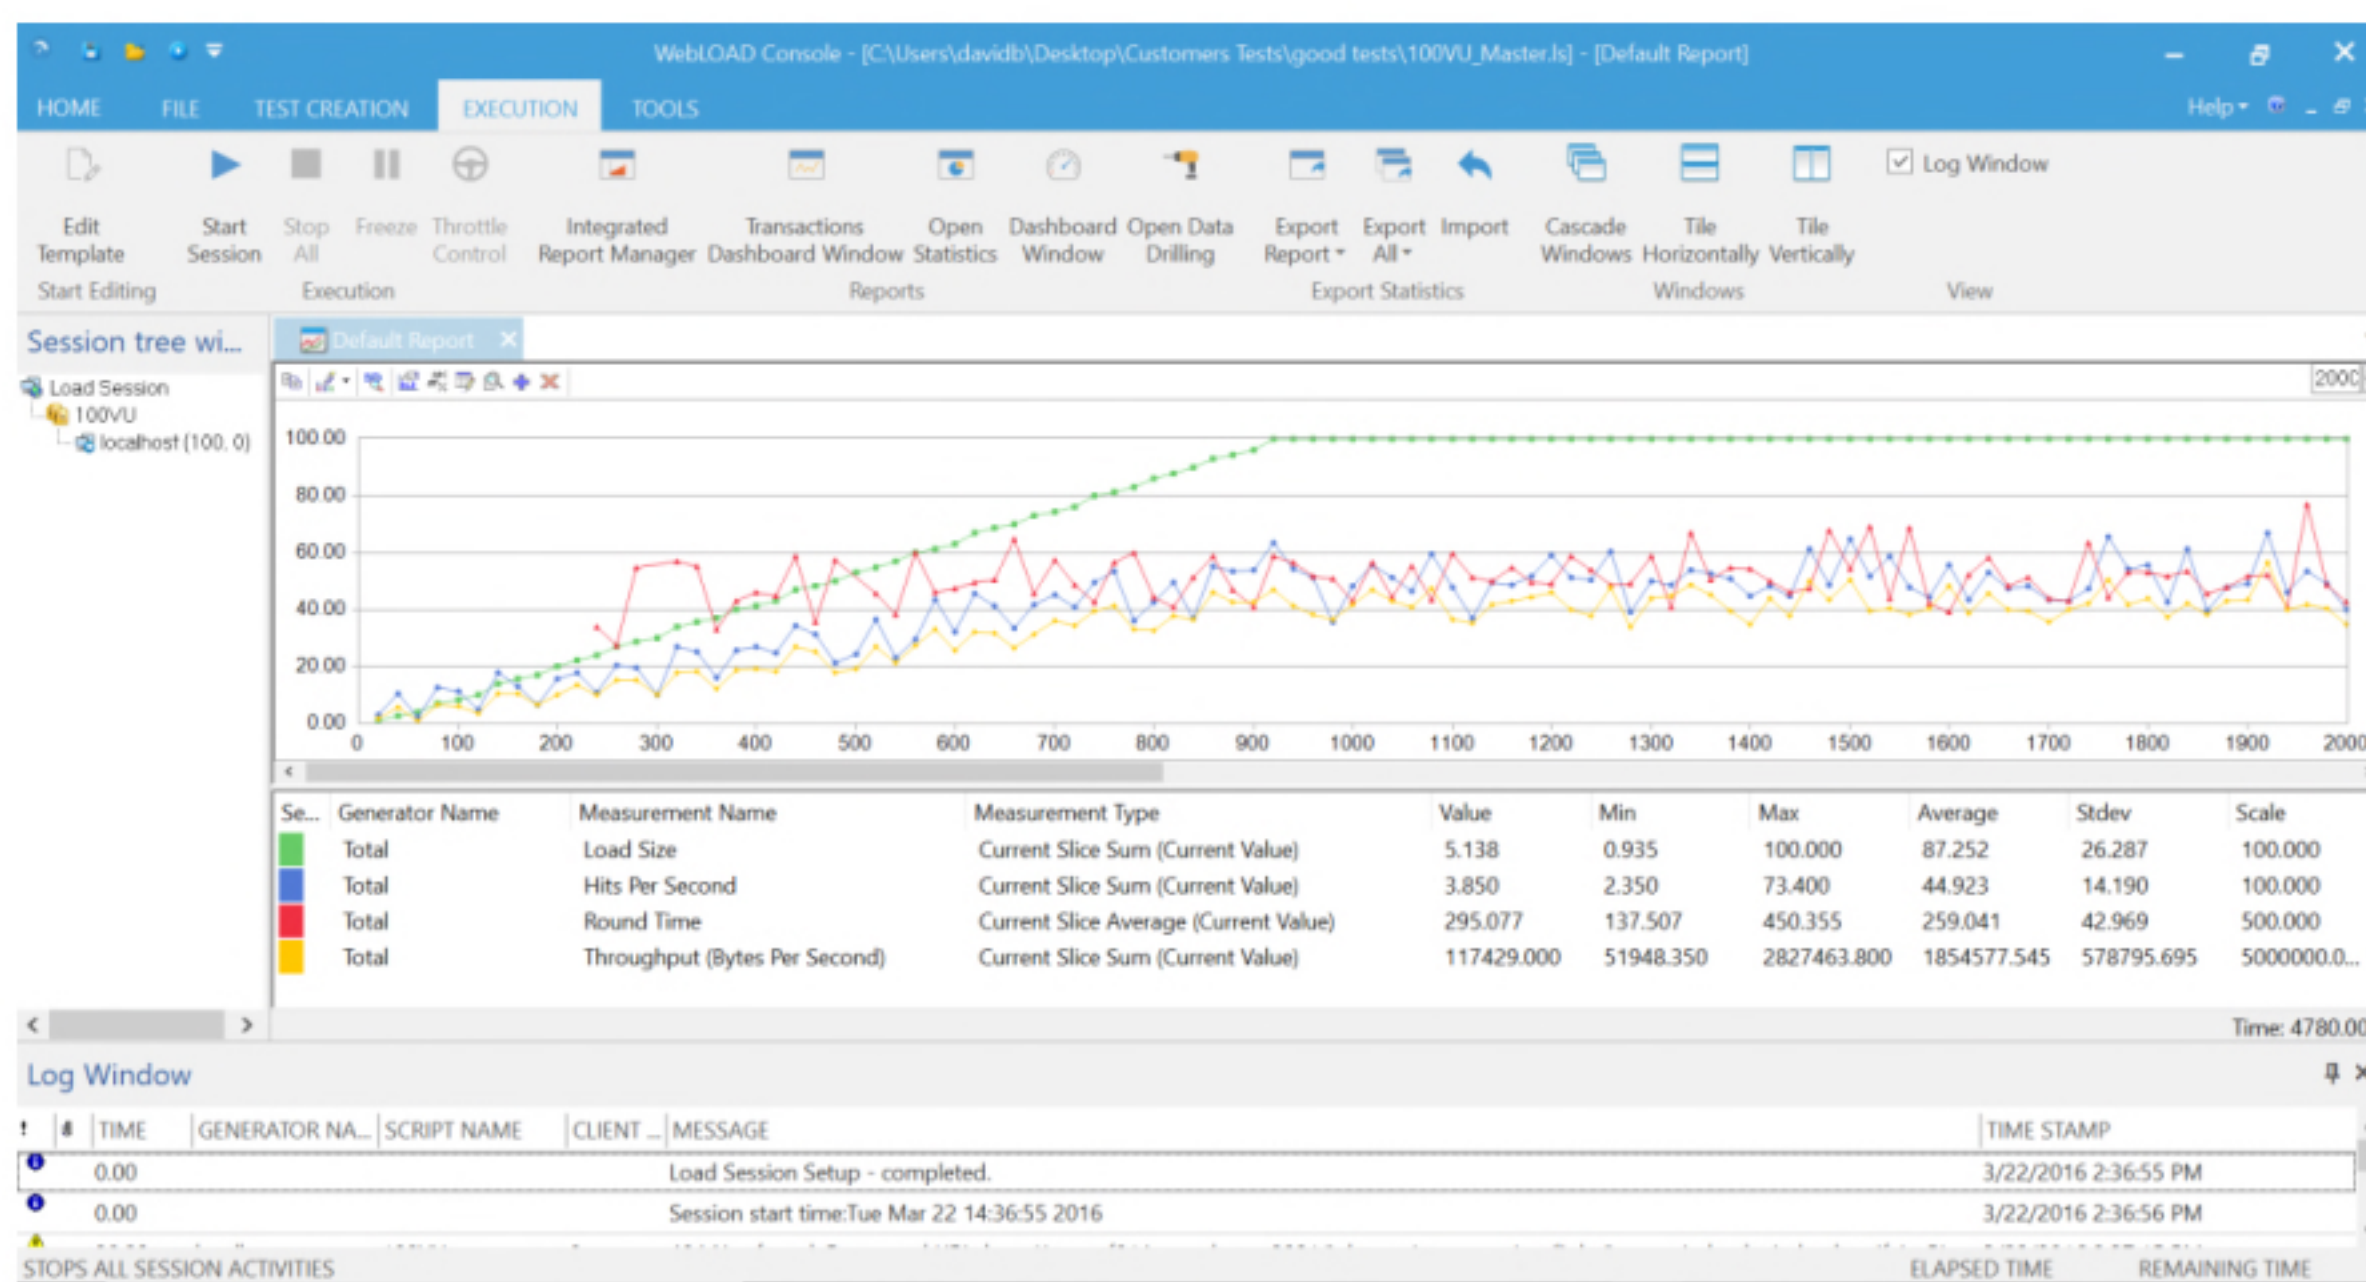 WebLOAD Console - [C:\Users\davidb\Desktop\Customers Tests\good tests\100VU_Master.ls] - [Default Report]
HOME FILE TEST CREATION EXECUTION TOOLS Help
Log Window
Edit Template Start Session Stop All Freeze Throttle Control Integrated Report Manager Transactions Dashboard Window Open Statistics Dashboard Window Open Data Drilling Export Report Export All Import Cascade Windows Tile Horizontally Tile Vertically
Start Editing Execution Reports Export Statistics Windows View
Session tree wi... Default Report
Load Session
100VU
localhost (100, 0)
200
100.00
80.00
60.00
40.00
20.00
0.00
0 100 200 300 400 500 600 700 800 900 1000 1100 1200 1300 1400 1500 1600 1700 1800 1900 2000
Se... Generator Name Measurement Name Measurement Type Value Min Max Average Stdev Scale
Total Load Size Current Slice Sum (Current Value) 5.138 0.935 100.000 87.252 26.287 100.000
Total Hits Per Second Current Slice Sum (Current Value) 3.850 2.350 73.400 44.923 14.190 100.000
Total Round Time Current Slice Average (Current Value) 295.077 137.507 450.355 259.041 42.969 500.000
Total Throughput (Bytes Per Second) Current Slice Sum (Current Value) 117429.000 51948.350 2827463.800 1854577.545 578795.695 5000000.0...
Time: 4780.00
Log Window
! TIME GENERATOR NA... SCRIPT NAME CLIENT ... MESSAGE TIME STAMP
0.00 Load Session Setup - completed. 3/22/2016 2:36:55 PM
0.00 Session start time:Tue Mar 22 14:36:55 2016 3/22/2016 2:36:56 PM
STOPS ALL SESSION ACTIVITIES ELAPSED TIME REMAINING TIME